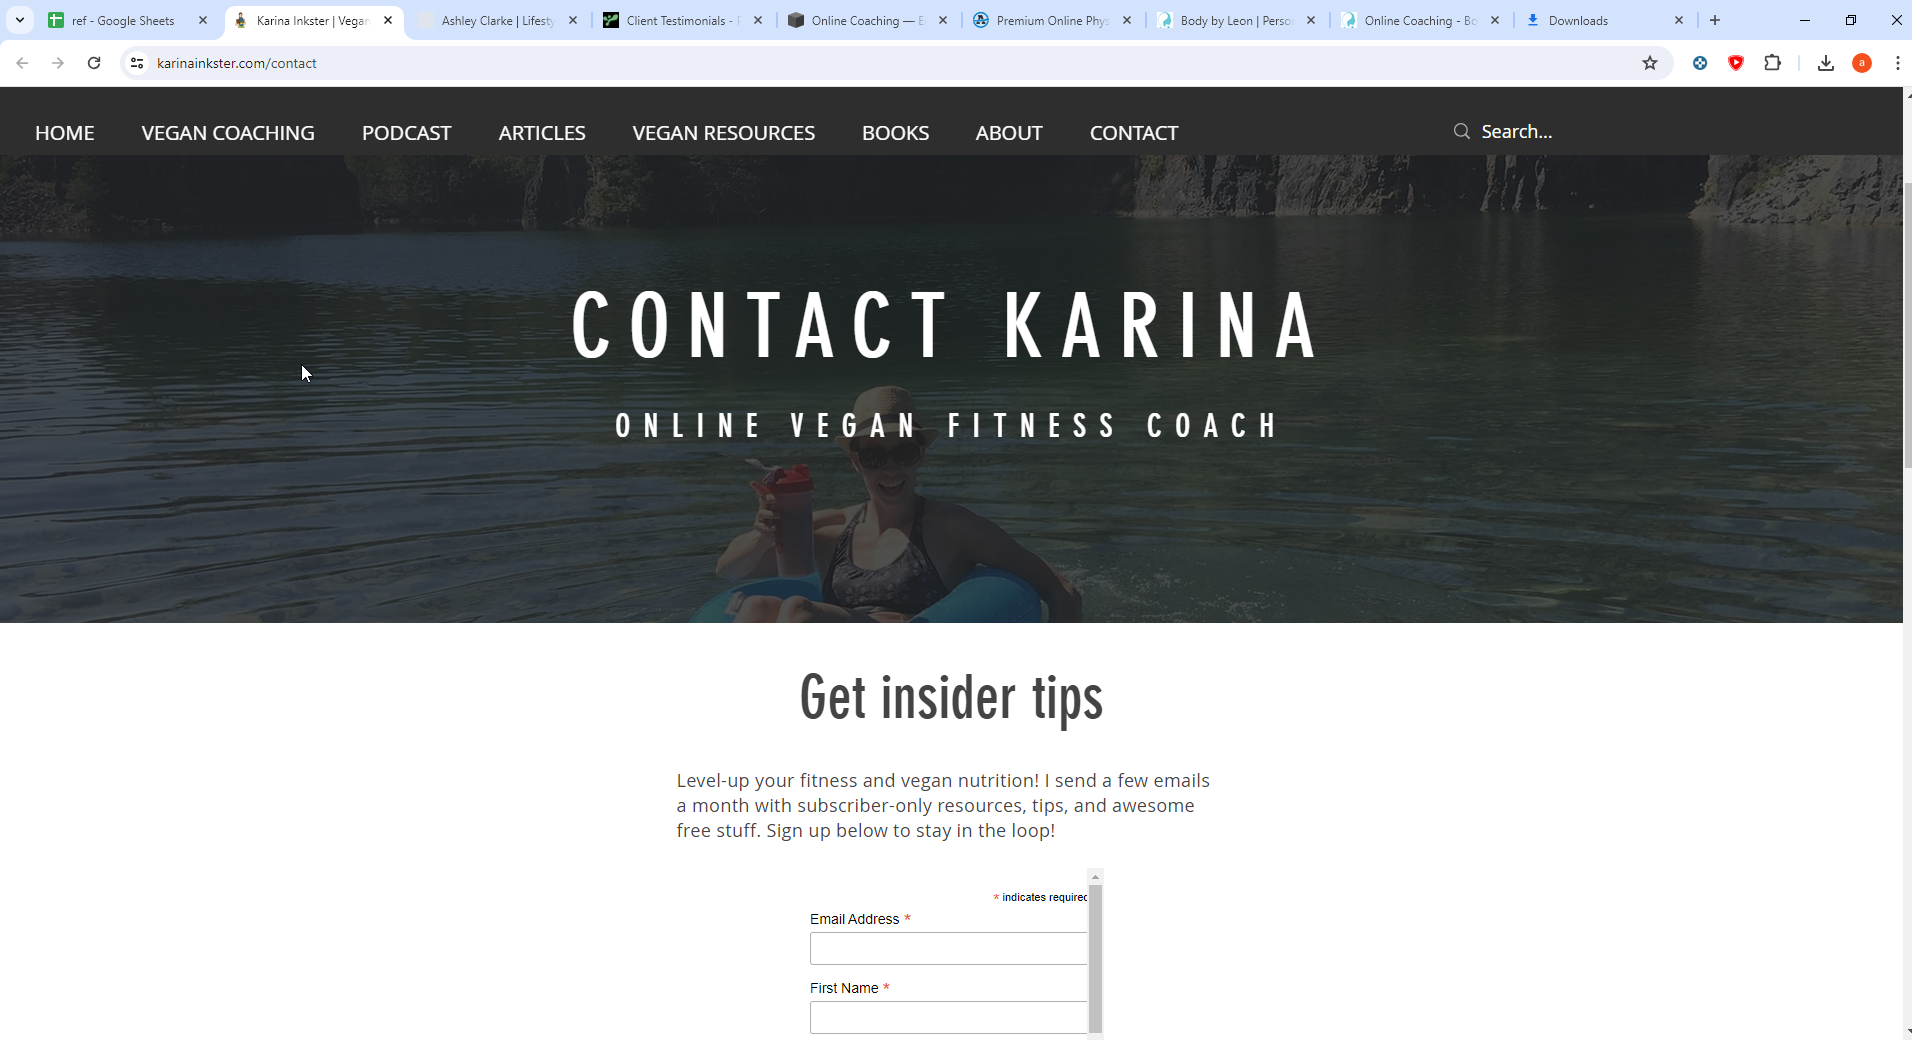 ref - Google Sheets
Karina Inkster | Vegan
Ashley Clarke | Lifesty
Client Testimonials -
Online Coaching —
Premium Online Phys
Body by Leon | Perso
Online Coaching - Bo
Downloads
karinainkster.com/contact
a
HOME VEGAN COACHING PODCAST ARTICLES VEGAN RESOURCES BOOKS ABOUT CONTACT Search...
CONTACT KARINA
ONLINE VEGAN FITNESS COACH
Get insider tips
Level-up your fitness and vegan nutrition! I send a few emails
a month with subscriber-only resources, tips, and awesome
free stuff. Sign up below to stay in the loop!
* indicates required
Email Address *
First Name *